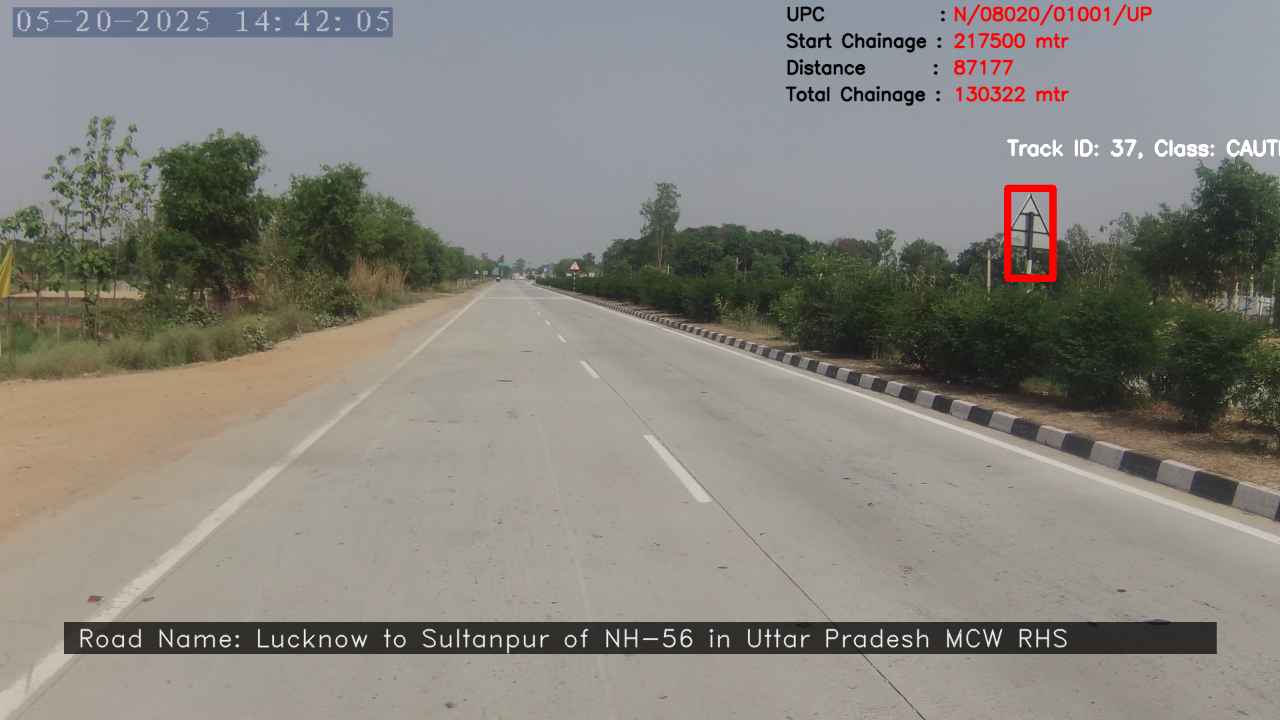 05-20-2025 14:42:05
UPC : N/08020/01001/UP
Start Chainage : 217500 mtr
Distance : 87177
Total Chainage : 130322 mtr
Track ID: 37, Class: CAUTI
Road Name: Lucknow to Sultanpur of NH-56 in Uttar Pradesh MCW RHS